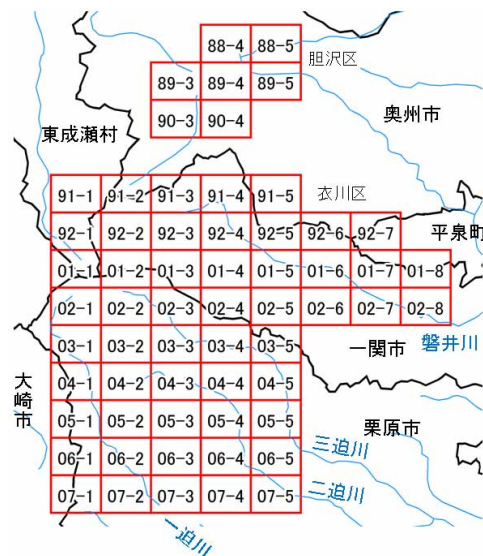 88-4 88-5
胆沢区
89-3 89-4 89-5
奥州市
90-3 90-4
東成瀬村
91-1 91-2 91-3 91-4 91-5
衣川区
92-1 92-2 92-3 92-4 92-5 92-6 92-7
平泉町
01-1 01-2 01-3 01-4 01-5 01-6 01-7 01-8
02-1 02-2 02-3 02-4 02-5 02-6 02-7 02-8
磐井川
一関市
03-1 03-2 03-3 03-4 03-5
大崎市
04-1 04-2 04-3 04-4 04-5
05-1 05-2 05-3 05-4 05-5
栗原市
三迫川
06-1 06-2 06-3 06-4 06-5
二迫川
07-1 07-2 07-3 07-4 07-5
一迫川